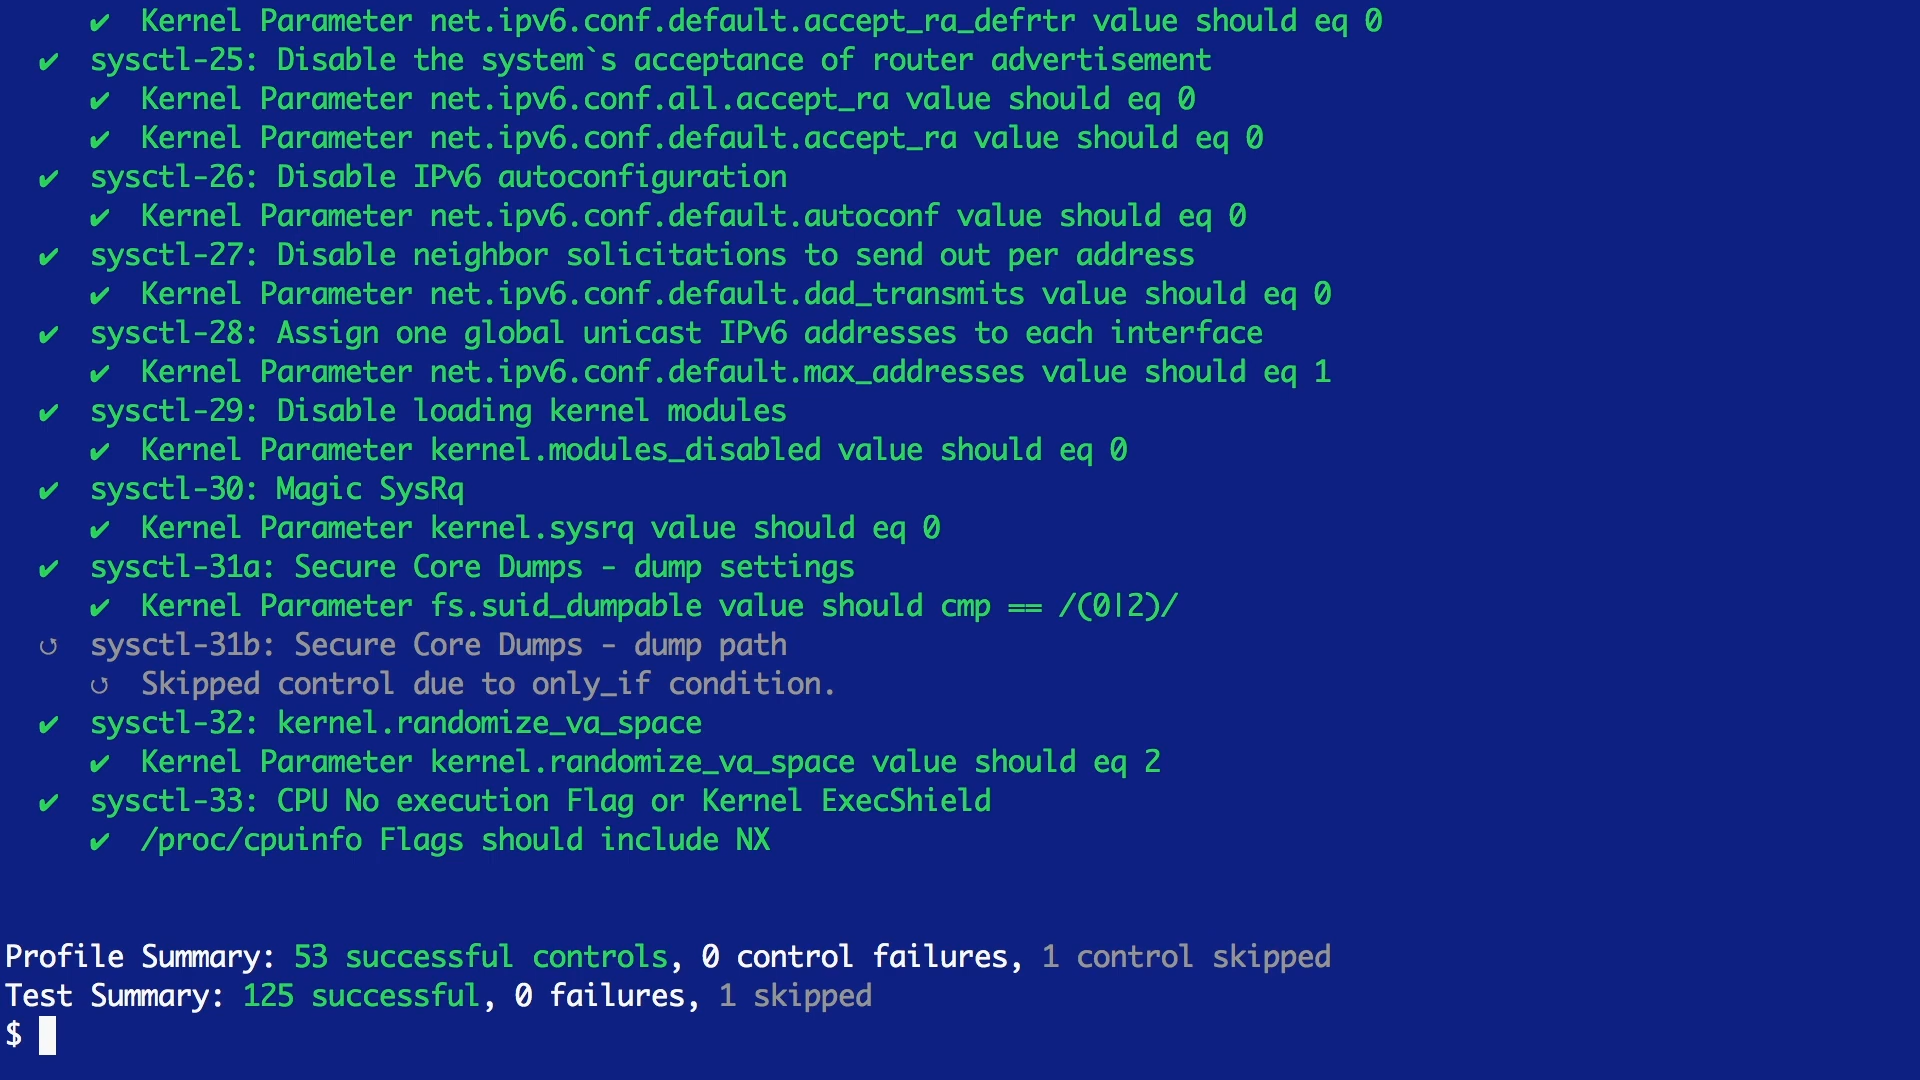 ✔ Kernel Parameter net.ipv6.conf.default.accept_ra_defrtr value should eq 0
✔ sysctl-25: Disable the system`s acceptance of router advertisement
✔ Kernel Parameter net.ipv6.conf.all.accept_ra value should eq 0
✔ Kernel Parameter net.ipv6.conf.default.accept_ra value should eq 0
✔ sysctl-26: Disable IPv6 autoconfiguration
✔ Kernel Parameter net.ipv6.conf.default.autoconf value should eq 0
✔ sysctl-27: Disable neighbor solicitations to send out per address
✔ Kernel Parameter net.ipv6.conf.default.dad_transmits value should eq 0
✔ sysctl-28: Assign one global unicast IPv6 addresses to each interface
✔ Kernel Parameter net.ipv6.conf.default.max_addresses value should eq 1
✔ sysctl-29: Disable loading kernel modules
✔ Kernel Parameter kernel.modules_disabled value should eq 0
✔ sysctl-30: Magic SysRq
✔ Kernel Parameter kernel.sysrq value should eq 0
✔ sysctl-31a: Secure Core Dumps - dump settings
✔ Kernel Parameter fs.suid_dumpable value should cmp == /(0|2)/
↺ sysctl-31b: Secure Core Dumps - dump path
↺ Skipped control due to only_if condition.
✔ sysctl-32: kernel.randomize_va_space
✔ Kernel Parameter kernel.randomize_va_space value should eq 2
✔ sysctl-33: CPU No execution Flag or Kernel ExecShield
✔ /proc/cpuinfo Flags should include NX
Profile Summary: 53 successful controls, 0 control failures, 1 control skipped
Test Summary: 125 successful, 0 failures, 1 skipped
$